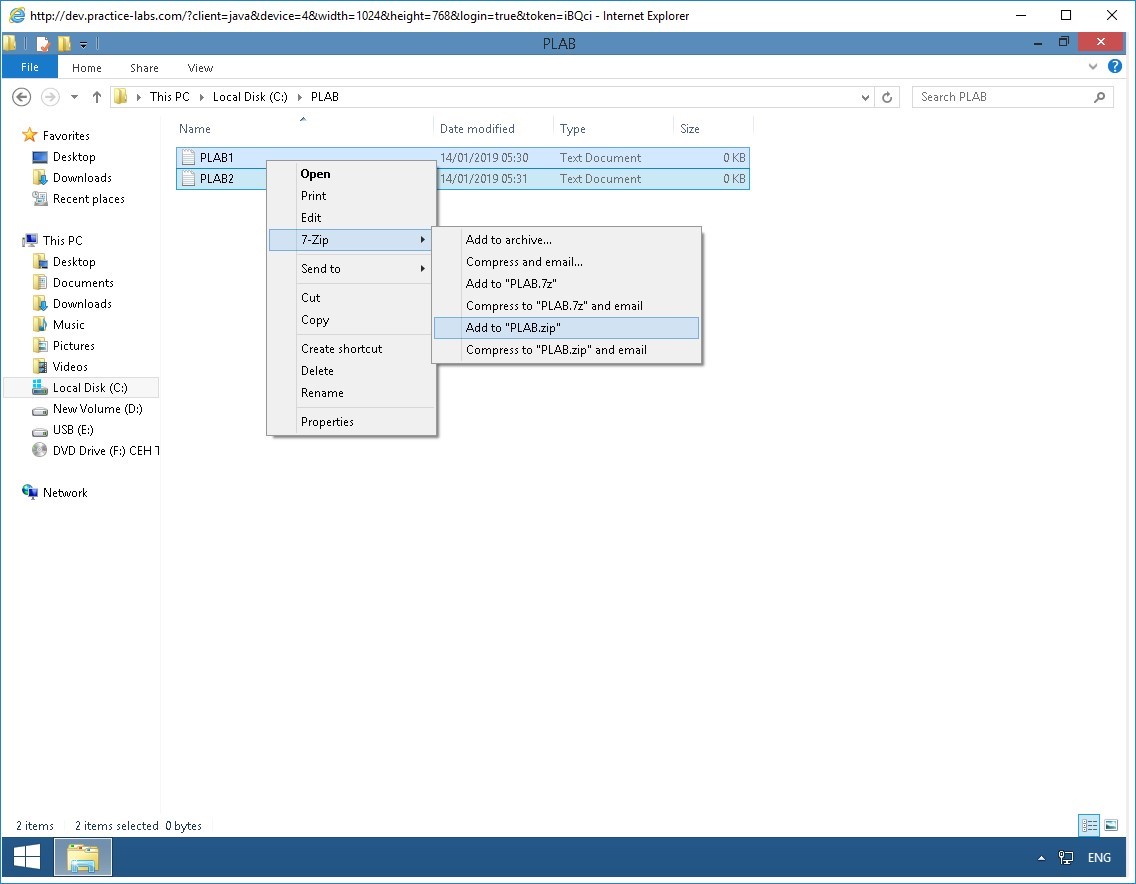 http://dev.practice-labs.com/?client=java&device=4&width=1024&height=768&login=true&token=iBQci - Internet Explorer
PLAB
File Home Share View
This PC Local Disk (C:) PLAB Search PLAB
Name Date modified Type Size
Favorites
Desktop
Downloads
Recent places
This PC
Desktop
Documents
Downloads
Music
Pictures
Videos
Local Disk (C:)
New Volume (D:)
USB (E:)
DVD Drive (F:) CEH T
Network
PLAB1 14/01/2019 05:30 Text Document 0 KB
PLAB2 14/01/2019 05:31 Text Document 0 KB
Open
Print
Edit
7-Zip
Send to
Cut
Copy
Create shortcut
Delete
Rename
Properties
Add to archive...
Compress and email...
Add to "PLAB.7z"
Compress to "PLAB.7z" and email
Add to "PLAB.zip"
Compress to "PLAB.zip" and email
2 items 2 items selected 0 bytes
ENG